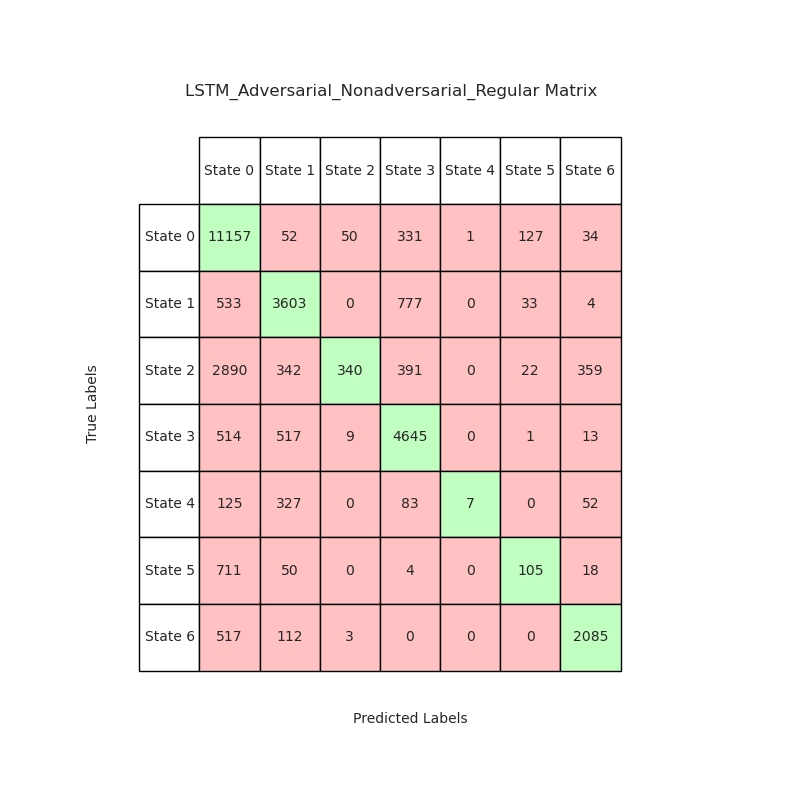 LSTM_Adversarial_Nonadversarial_Regular Matrix
State 0 State 1 State 2 State 3 State 4 State 5 State 6
State 0 11157 52 50 331 1 127 34
State 1 533 3603 0 777 0 33 4
State 2 2890 342 340 391 0 22 359
True Labels
State 3 514 517 9 4645 0 1 13
State 4 125 327 0 83 7 0 52
State 5 711 50 0 4 0 105 18
State 6 517 112 3 0 0 0 2085
Predicted Labels